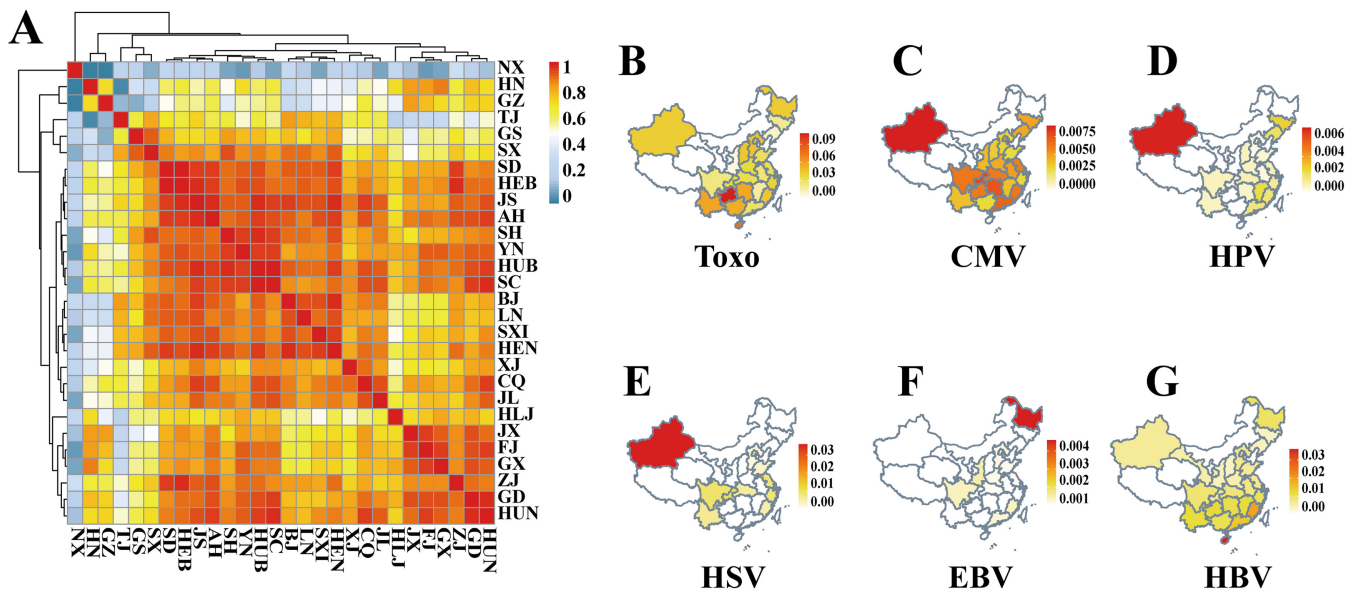 A
NX
HN
GZ
TJ
GS
SX
SD
HEB
JS
AH
SH
YN
HUB
SC
BJ
LN
SXI
HEN
XJ
CQ
JL
HLJ
JX
FJ
GX
ZJ
GD
HUN
NX HN GZ TJ GS SX SD HEB JS AH SH YN HUB SC BJ LN SXI HEN XJ CQ JL HLJ JX FJ GX ZJ GD HUN
1
0.8
0.6
0.4
0.2
0
B
0.09
0.06
0.03
0.00
Toxo
C
0.0075
0.0050
0.0025
0.0000
CMV
D
0.006
0.004
0.002
0.000
HPV
E
0.03
0.02
0.01
0.00
HSV
F
0.004
0.003
0.002
0.001
EBV
G
0.03
0.02
0.01
0.00
HBV